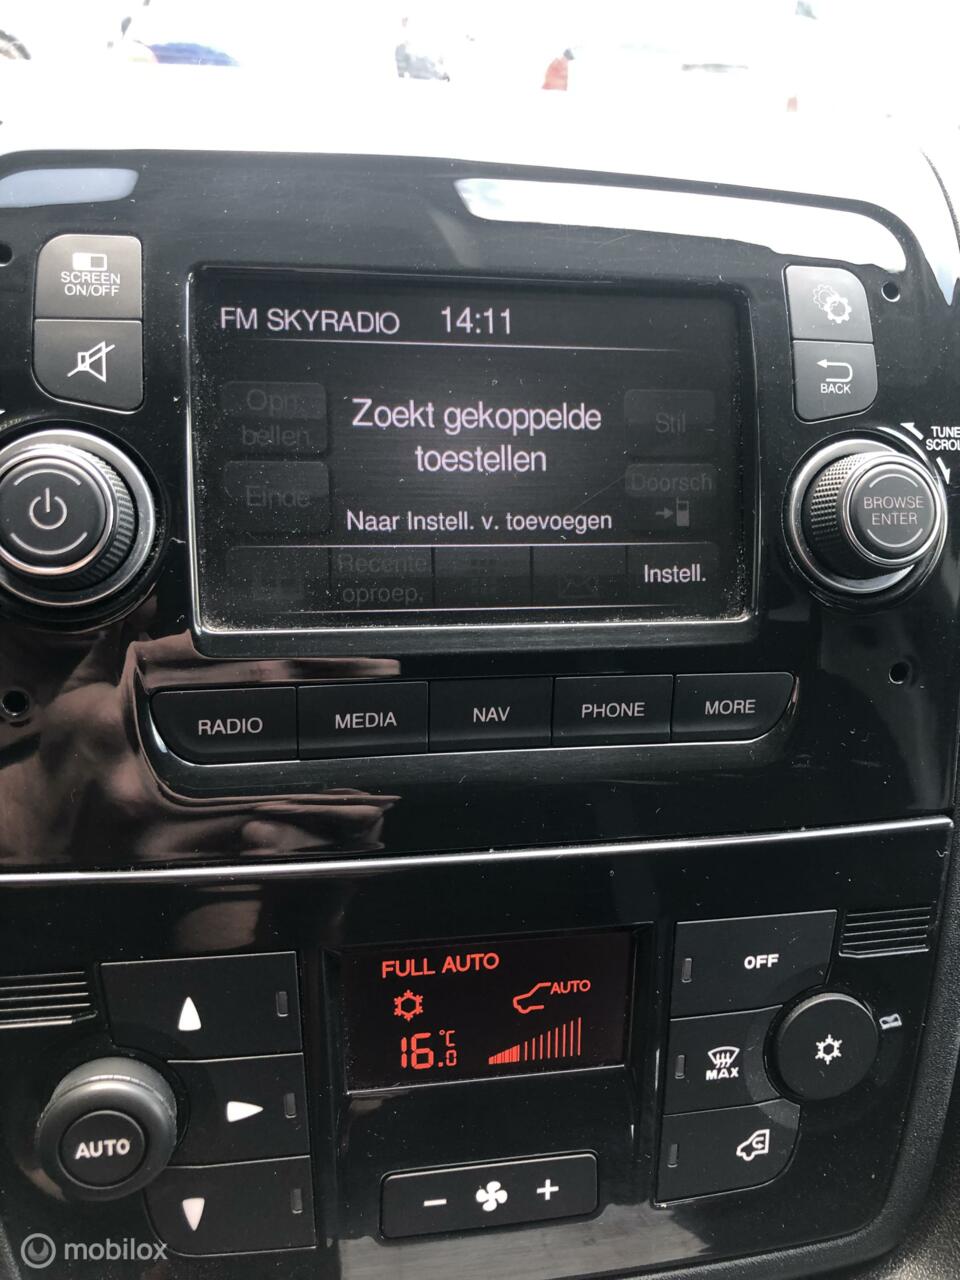 SCREEN
ON/OFF
FM SKYRADIO 14:11
BACK
Opn.
bellen
Zoekt gekoppelde
toestellen
Stil
Einde
Doorsch
Naar Instell. v. toevoegen
Recente
oproep.
Instell.
TUNE
SCROL
BROWSE
ENTER
RADIO
MEDIA
NAV
PHONE
MORE
FULL AUTO
AUTO
16.0 °C
OFF
MAX
AUTO
- +
mobilox